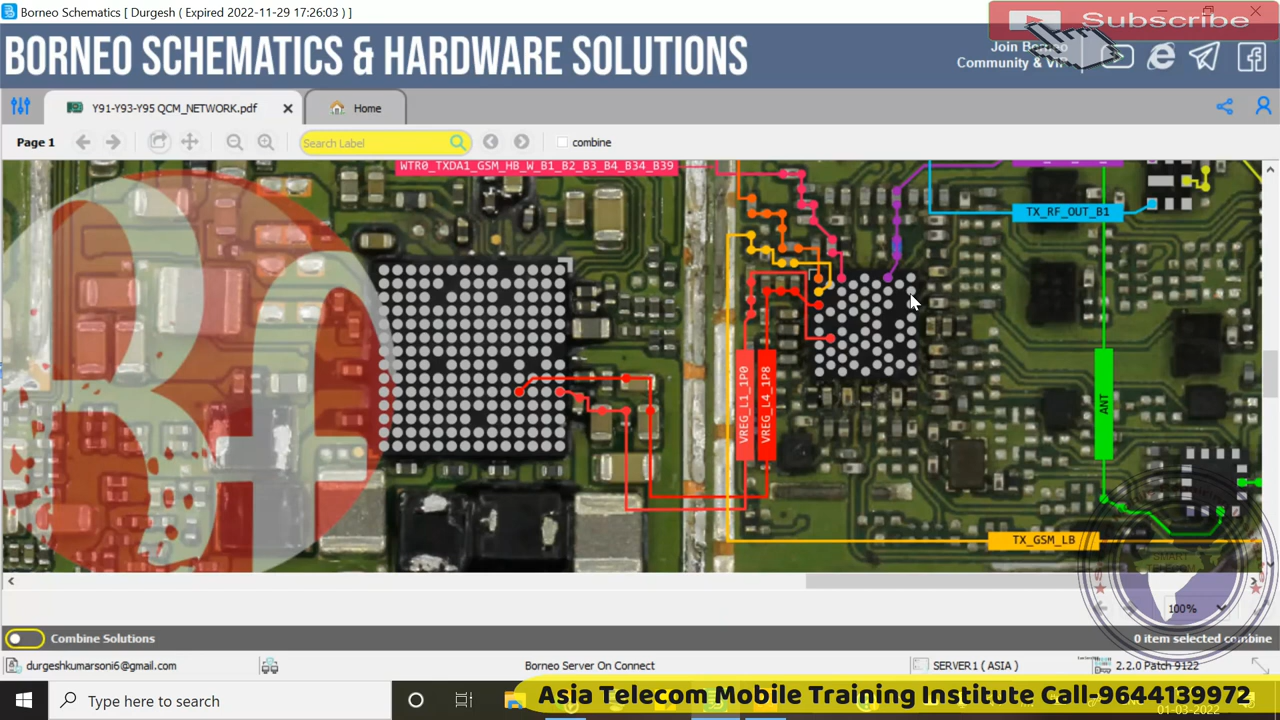 Borneo Schematics [ Durgesh ( Expired 2022-11-29 17:26:03 ) ]
Subscribe
BORNEO SCHEMATICS & HARDWARE SOLUTIONS
Join Borneo
Community & VIP
Y91-Y93-Y95 QCM_NETWORK.pdf
Home
Page 1
Search Label
combine
WTR0_TXDA1_GSM_HB_W_B1_B2_B3_B4_B34_B39
TX_RF_OUT_B1
VREG_L1_1P0
VREG_L4_1P8
ANT
TX_GSM_LB
SMART
TELECOM
100%
Combine Solutions
0 item selected combine
durgeshkumarsoni6@gmail.com
Borneo Server On Connect
SERVER1 ( ASIA )
2.2.0 Patch 9122
Type here to search
Asia Telecom Mobile Training Institute Call-9644139972
01-03-2022